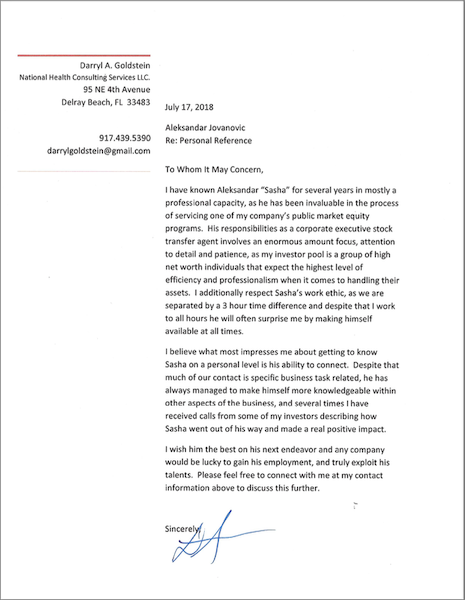 Darryl A. Goldstein
National Health Consulting Services LLC.
95 NE 4th Avenue
Delray Beach, FL 33483
917.439.5390
darrylgoldstein@gmail.com
July 17, 2018
Aleksandar Jovanovic
Re: Personal Reference
To Whom It May Concern,
I have known Aleksandar “Sasha” for several years in mostly a
professional capacity, as he has been invaluable in the process
of servicing one of my company’s public market equity
programs. His responsibilities as a corporate executive stock
transfer agent involves an enormous amount focus, attention
to detail and patience, as my investor pool is a group of high
net worth individuals that expect the highest level of
efficiency and professionalism when it comes to handling their
assets. I additionally respect Sasha’s work ethic, as we are
separated by a 3 hour time difference and despite that I work
to all hours he will often surprise me by making himself
available at all times.
I believe what most impresses me about getting to know
Sasha on a personal level is his ability to connect. Despite that
much of our contact is specific business task related, he has
always managed to make himself more knowledgeable within
other aspects of the business, and several times I have
received calls from some of my investors describing how
Sasha went out of his way and made a real positive impact.
I wish him the best on his next endeavor and any company
would be lucky to gain his employment, and truly exploit his
talents. Please feel free to connect with me at my contact
information above to discuss this further.
Sincerely,